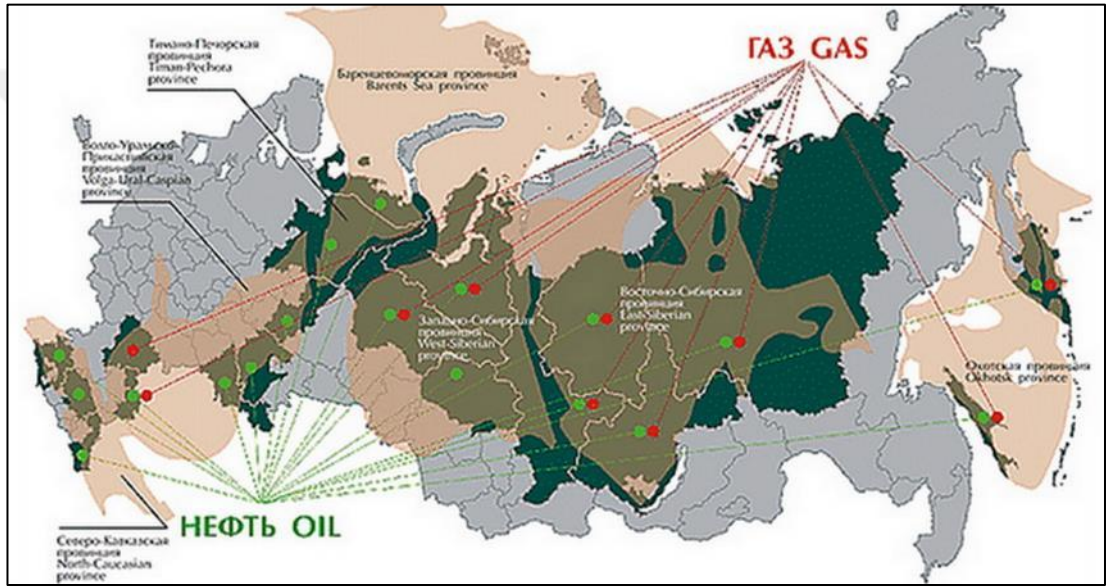 Тимано-Печорская
провинция
Timan-Pechora
province
Баренцевоморская провинция
Barents Sea province
ГАЗ GAS
Волго-Уральско-
Прикаспийская
провинция
Volga-Ural-Caspian
province
Западно-Сибирская
провинция
West-Siberian
province
Восточно-Сибирская
провинция
East-Siberian
province
Охотская провинция
Okhotsk province
НЕФТЬ OIL
Северо-Кавказская
провинция
North-Caucasian
province